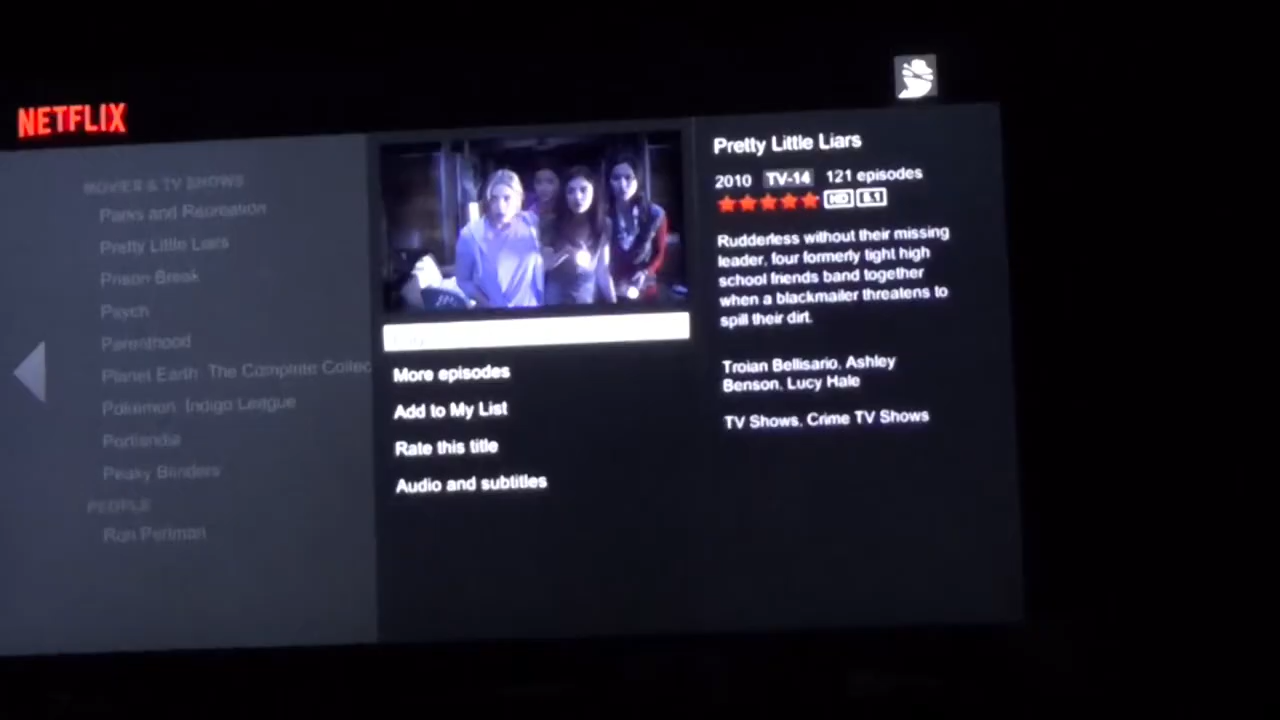 NETFLIX
MOVIES & TV SHOWS
Parks and Recreation
Pretty Little Liars
Prison Break
Psych
Parenthood
Planet Earth The Complete Collec
Pokémon Indigo League
Portlandia
Peaky Blinders
PEOPLE
Ron Perlman
More episodes
Add to My List
Rate this title
Audio and subtitles
Pretty Little Liars
2010 TV-14 121 episodes
HD 5.1
Rudderless without their missing
leader, four formerly tight high
school friends band together
when a blackmailer threatens to
spill their dirt.
Troian Bellisario, Ashley
Benson, Lucy Hale
TV Shows, Crime TV Shows